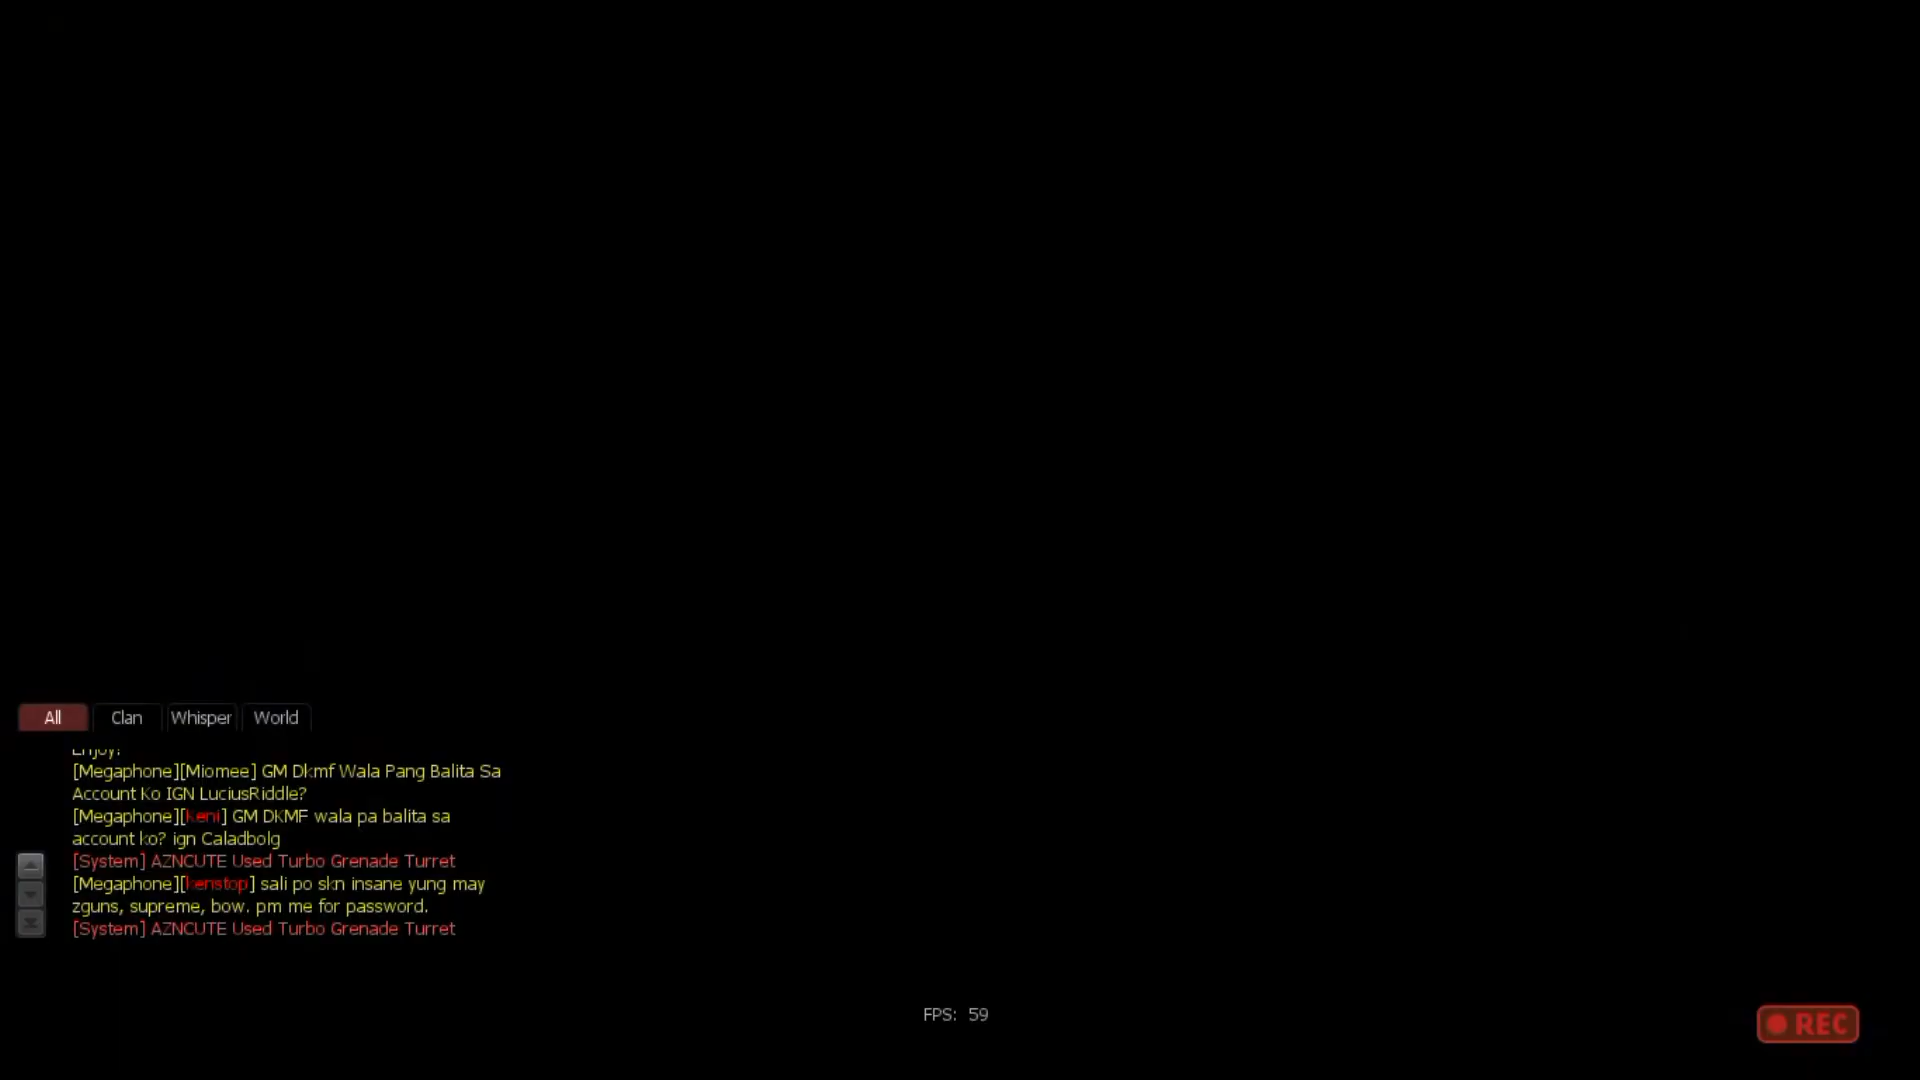 All Clan Whisper World
Enjoy!
[Megaphone][Miomee] GM Dkmf Wala Pang Balita Sa
Account Ko IGN LuciusRiddle?
[Megaphone][keni] GM DKMF wala pa balita sa
account ko? ign Caladbolg
[System] AZNCUTE Used Turbo Grenade Turret
[Megaphone][kenstop] sali po skn insane yung may
zguns, supreme, bow. pm me for password.
[System] AZNCUTE Used Turbo Grenade Turret
FPS: 59
REC